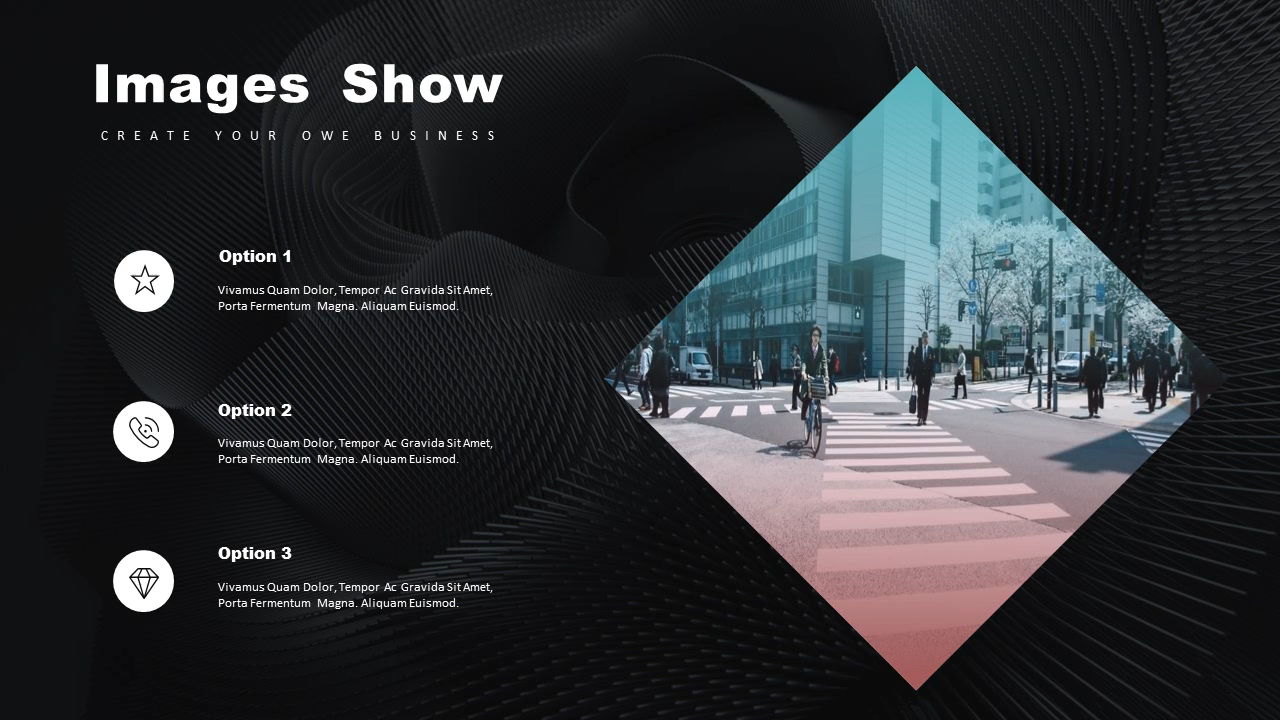 Images Show
CREATE YOUR OWE BUSINESS
Option 1
Vivamus Quam Dolor, Tempor Ac Gravida Sit Amet,
Porta Fermentum Magna. Aliquam Euismod.
Option 2
Vivamus Quam Dolor, Tempor Ac Gravida Sit Amet,
Porta Fermentum Magna. Aliquam Euismod.
Option 3
Vivamus Quam Dolor, Tempor Ac Gravida Sit Amet,
Porta Fermentum Magna. Aliquam Euismod.